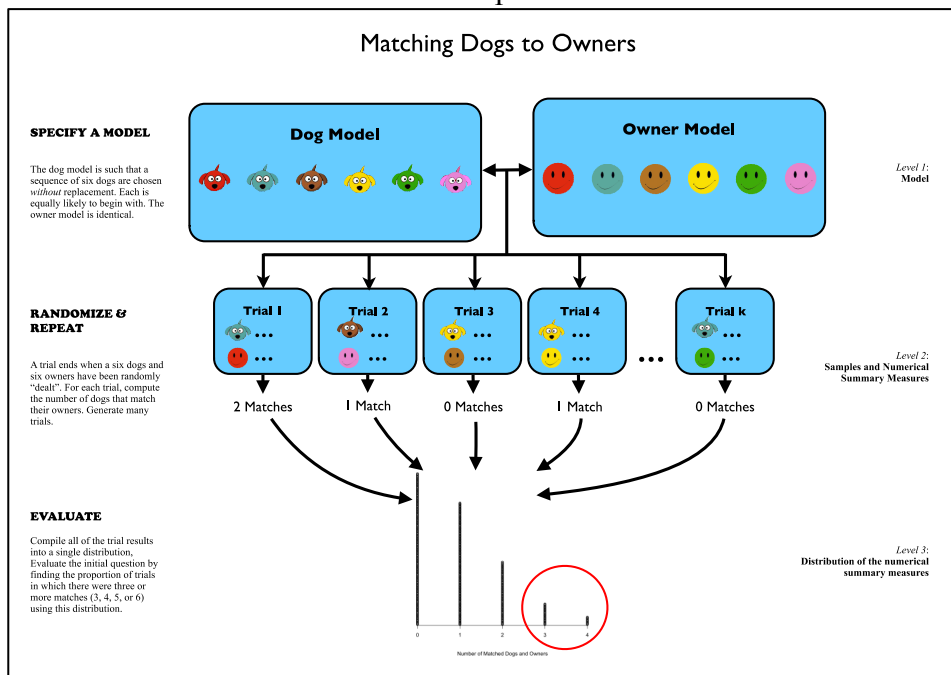 Matching Dogs to Owners
SPECIFY A MODEL
The dog model is such that a
sequence of six dogs are chosen
without replacement. Each is
equally likely to begin with. The
owner model is identical.
Dog Model
Owner Model
Level 1:
Model
RANDOMIZE &
REPEAT
A trial ends when a six dogs and
six owners have been randomly
“dealt”. For each trial, compute
the number of dogs that match
their owners. Generate many
trials.
Trial 1
...
...
Trial 2
...
...
Trial 3
...
...
Trial 4
...
...
...
Trial k
...
...
Level 2:
Samples and Numerical
Summary Measures
2 Matches
1 Match
0 Matches
1 Match
0 Matches
EVALUATE
Compile all of the trial results
into a single distribution,
Evaluate the initial question by
finding the proportion of trials
in which there were three or
more matches (3, 4, 5, or 6)
using this distribution.
Level 3:
Distribution of the numerical
summary measures
0 1 2 3 4
Number of Matched Dogs and Owners